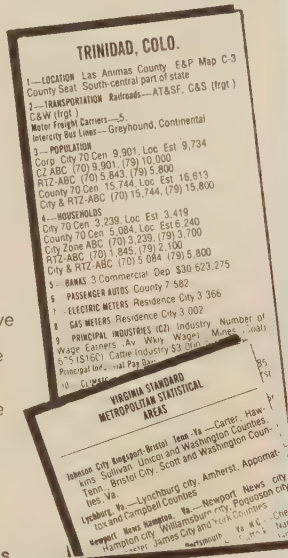 TRINIDAD, COLO.
1—LOCATION Las Animas County E&P Map C-3
County Seat South-central part of state
2—TRANSPORTATION Railroads—AT&SF, C&S (frgt )
C&W (frgt )
Motor Freight Carriers—5.
Intercity Bus Lines—Greyhound, Continental
3—POPULATION
Corp City 70 Cen 9,901, Loc Est 9,734
CZ ABC (70) 9,901, (79) 10,000
RTZ-ABC (70) 5,843, (79) 5,800
County 70 Cen 15,744, Loc Est 16,613
City & RTZ-ABC (70) 15,744, (79) 15,800
4—HOUSEHOLDS
City 70 Cen 3,239, Loc Est 3,419
County 70 Cen 5,084, Loc Est 6,240
City Zone ABC (70) 3,239, (79) 3,700
RTZ-ABC (70) 1,845, (79) 2,100
City & RTZ-ABC (70) 5 084 (79) 5,800
5 - BANKS 3 Commercial Dep $30 623,275
6 PASSENGER AUTOS County 7 582
7 - ELECTRIC METERS Residence City 3 366
8 GAS METERS Residence City 3 002
9 PRINCIPAL INDUSTRIES (CZ) Industry Number of
Wage Earners (Av Wkly Wage) Mines
575 ($160) Cattle Industry $3
Principal Pay Day
VIRGINIA STANDARD
METROPOLITAN STATISTICAL
AREAS
Johnson City Kingsport-Bristol Tenn -Va —Carter, Haw-
kins Sullivan Unicoi and Washington Counties,
Tenn , Bristol City, Scott and Washington Coun-
ties, Va.
Lychburg, Va —Lynchburg city, Amherst, Appomat-
tox and Campbell Counties
Newport News Hampton, Va —Newport News city
Hampton city, Williamsburg city, Poquoson city
James City and York Counties
Portsmouth Va N C